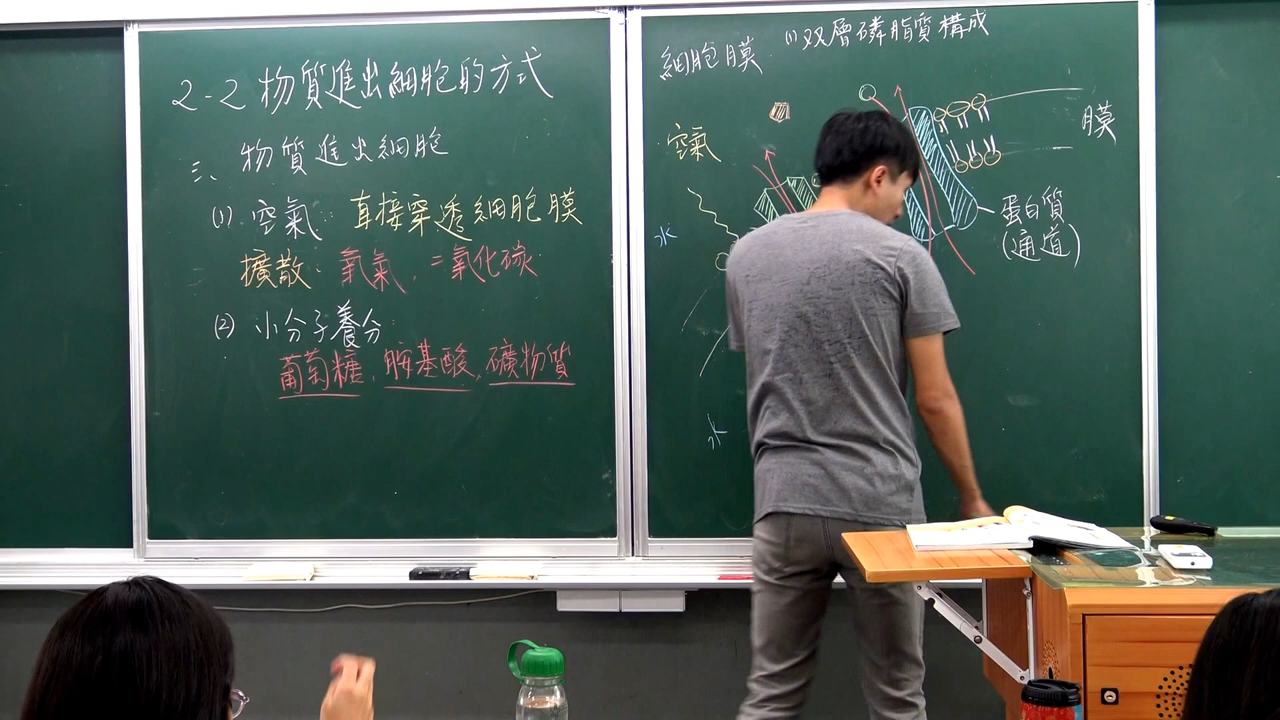 2-2 物質進出細胞的方式
三、物質進出細胞
(1) 空氣: 直接穿透細胞膜
擴散: 氧氣, 二氧化碳
(2) 小分子養分:
葡萄糖, 胺基酸, 礦物質
細胞膜 (1) 双層磷脂質構成
空氣
膜
水
蛋白質
(通道)
水